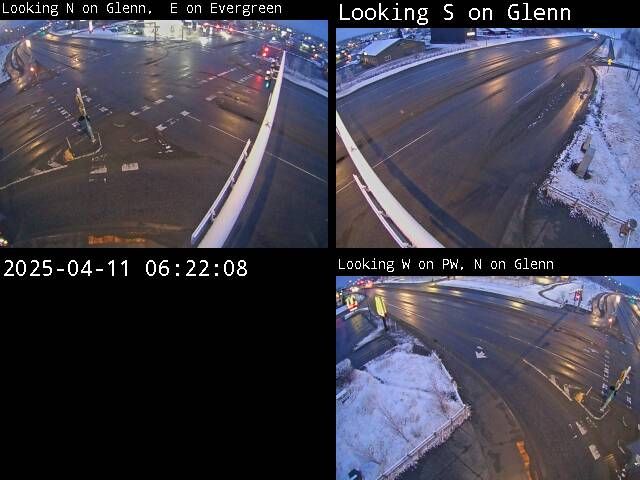 Looking N on Glenn, E on Evergreen
Looking S on Glenn
2025-04-11 06:22:08
Looking W on PW, N on Glenn